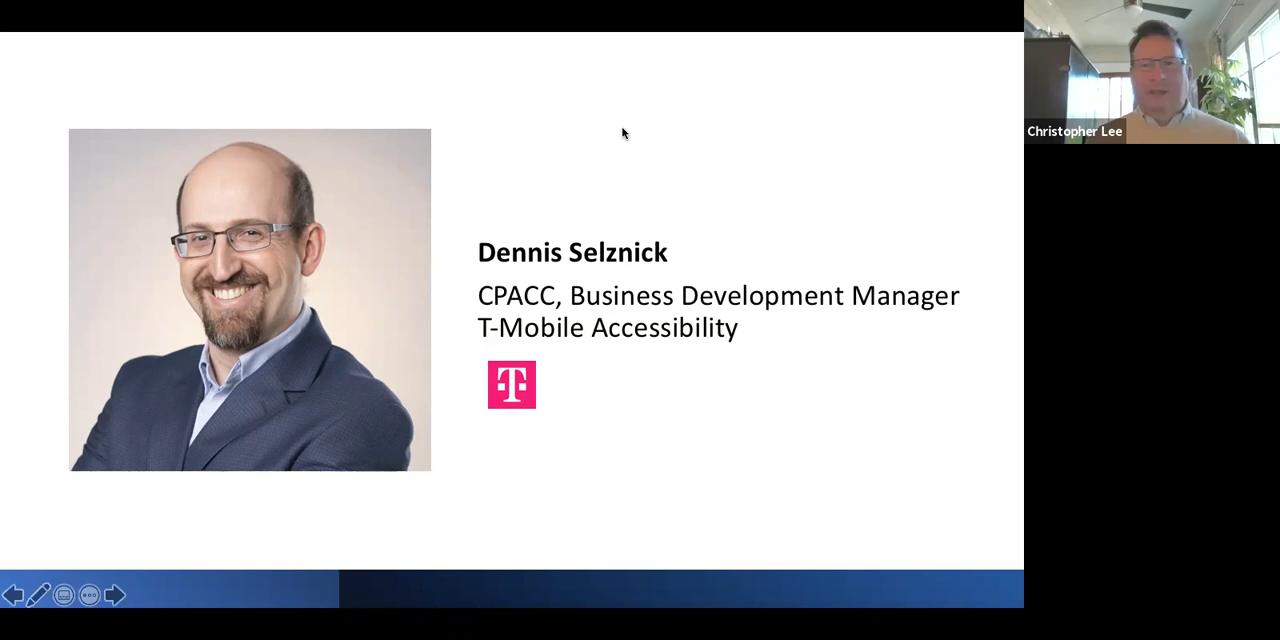 Christopher Lee
Dennis Selznick
CPACC, Business Development Manager
T-Mobile Accessibility
T